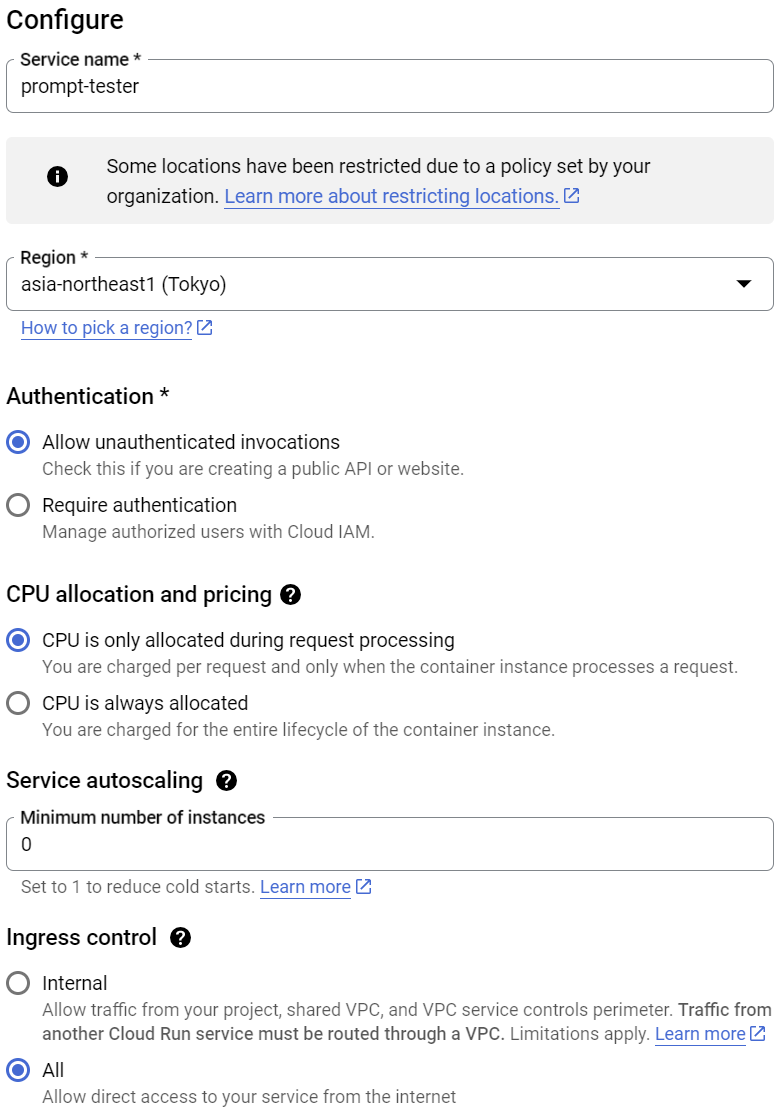 Configure
Service name *
prompt-tester
Some locations have been restricted due to a policy set by your
organization. Learn more about restricting locations.
Region *
asia-northeast1 (Tokyo)
How to pick a region?
Authentication *
Allow unauthenticated invocations
Check this if you are creating a public API or website.
Require authentication
Manage authorized users with Cloud IAM.
CPU allocation and pricing
CPU is only allocated during request processing
You are charged per request and only when the container instance processes a request.
CPU is always allocated
You are charged for the entire lifecycle of the container instance.
Service autoscaling
Minimum number of instances
0
Set to 1 to reduce cold starts. Learn more
Ingress control
Internal
Allow traffic from your project, shared VPC, and VPC service controls perimeter. Traffic from
another Cloud Run service must be routed through a VPC. Limitations apply. Learn more
All
Allow direct access to your service from the internet